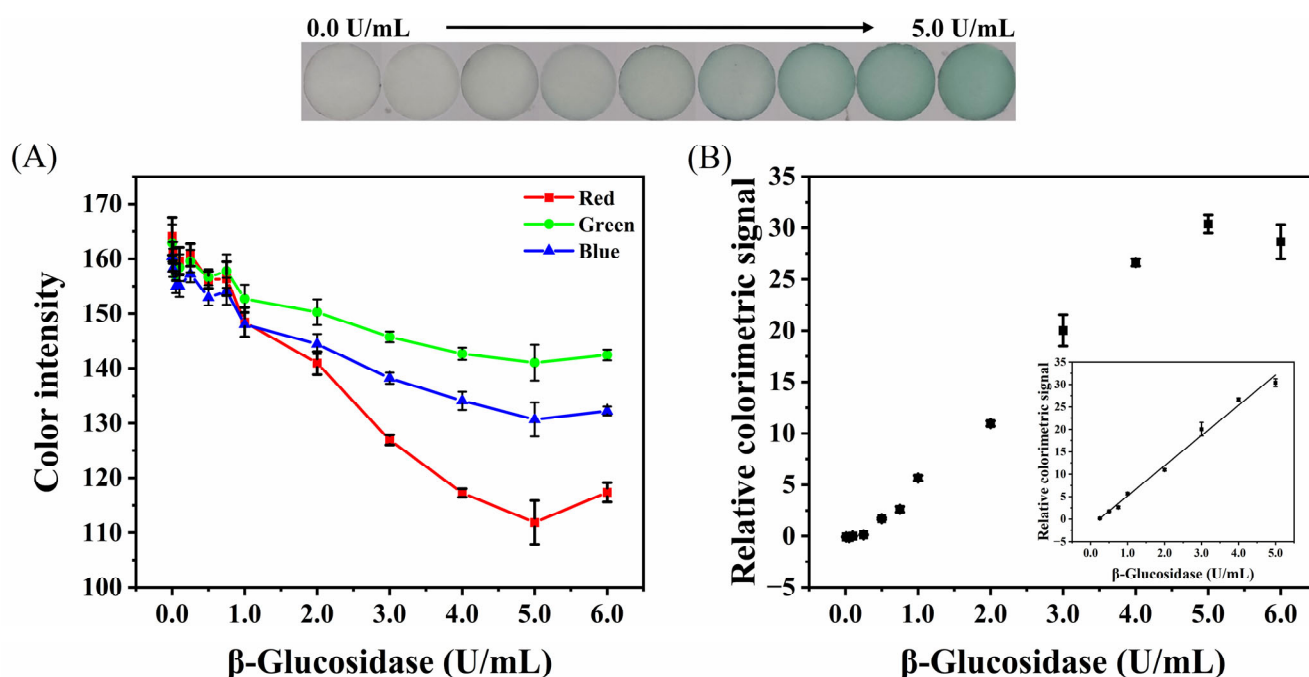 0.0 U/mL 5.0 U/mL
(A)
Color intensity
170
160
150
140
130
120
110
100
Red
Green
Blue
0.0 1.0 2.0 3.0 4.0 5.0 6.0
β-Glucosidase (U/mL)
(B)
Relative colorimetric signal
35
30
25
20
15
10
5
0
−5
Relative colorimetric signal
35
30
25
20
15
10
5
0
−5
0.0 1.0 2.0 3.0 4.0 5.0
β-Glucosidase (U/mL)
0.0 1.0 2.0 3.0 4.0 5.0 6.0
β-Glucosidase (U/mL)